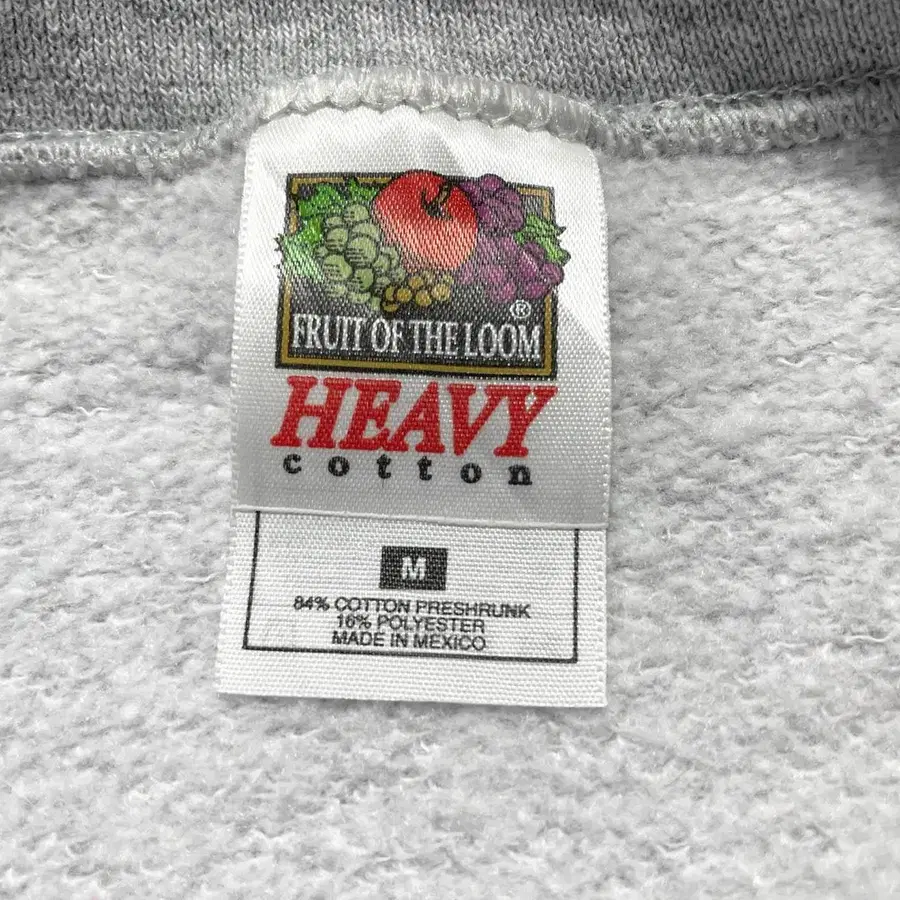 ®
FRUIT OF THE LOOM
HEAVY
cotton
M
84% COTTON PRESHRUNK
16% POLYESTER
MADE IN MEXICO